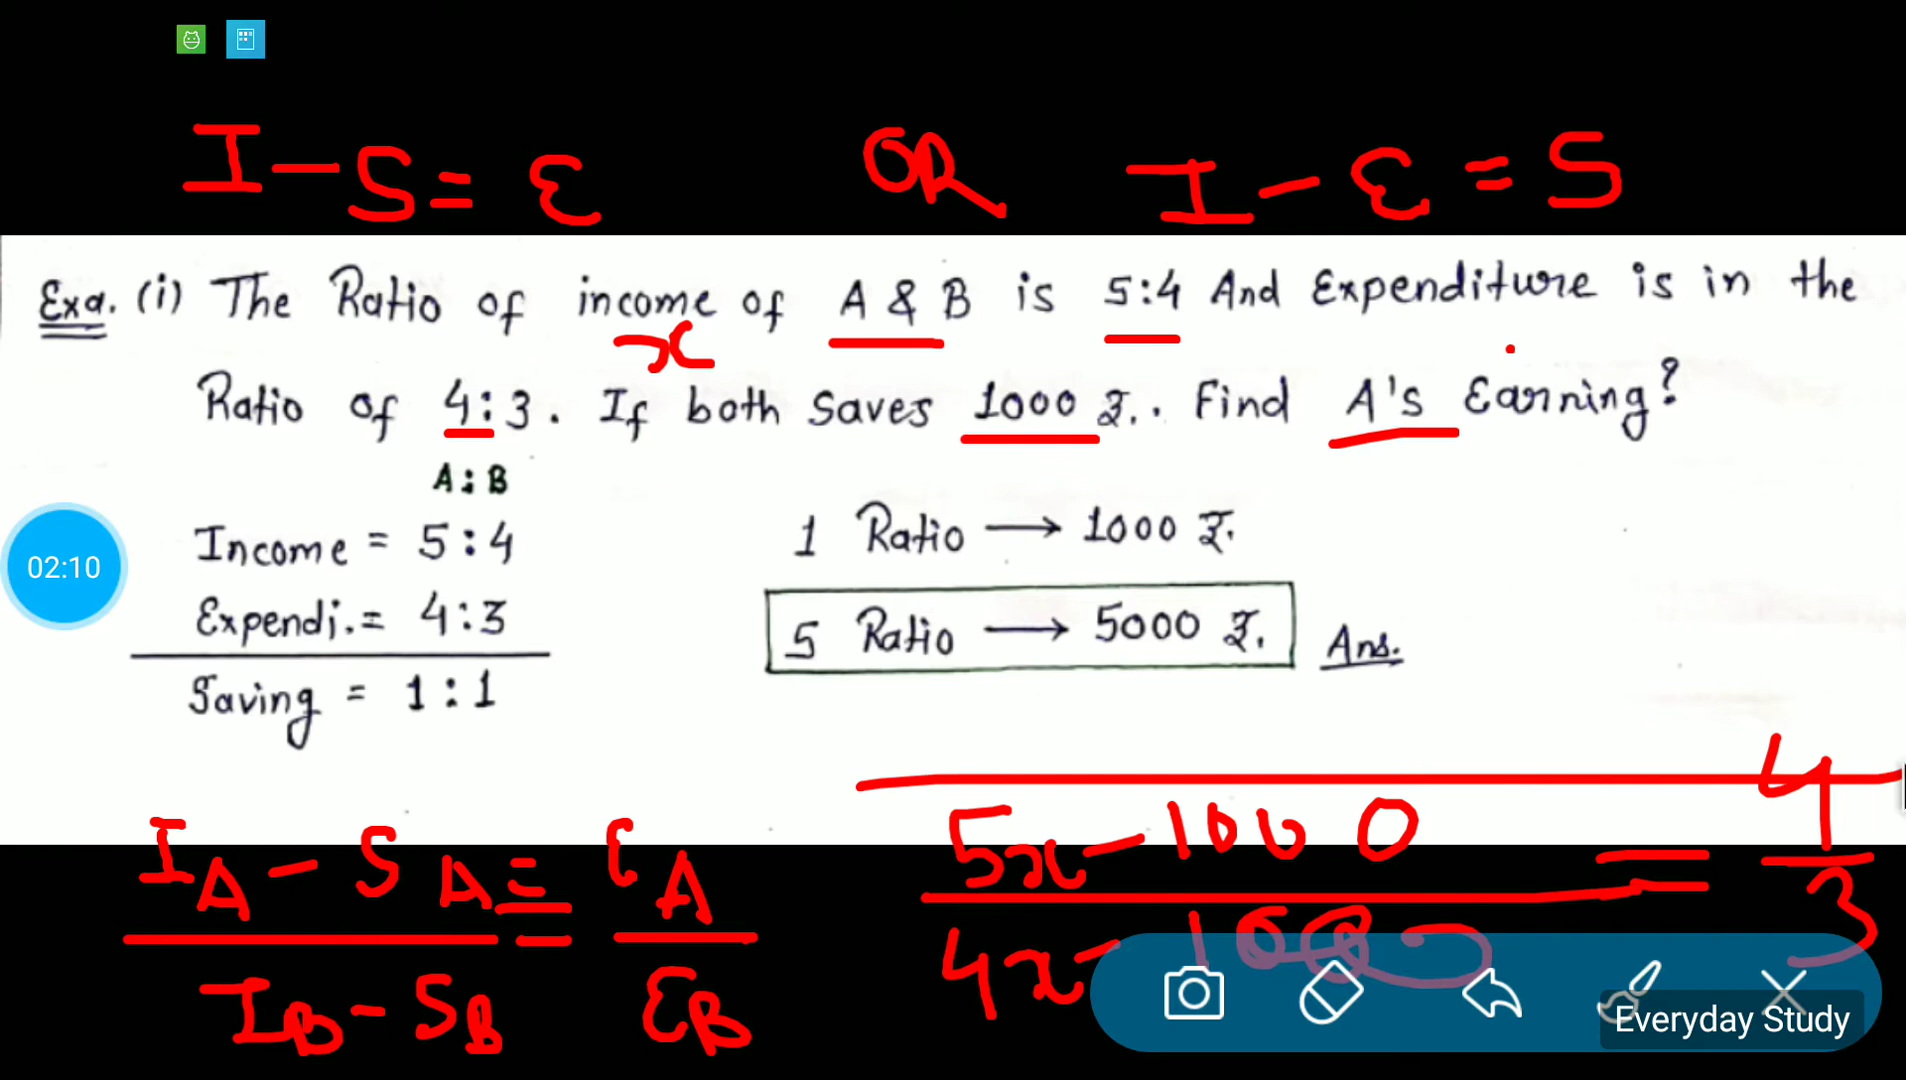 I - S = E OR I - E = S
Exa. (i) The Ratio of income of A & B is 5:4 And Expenditure is in the
x
Ratio of 4:3. If both saves 1000 रु.. Find A's Earning?
A : B
Income = 5 : 4
Expendi. = 4 : 3
Saving = 1 : 1
02:10
1 Ratio → 1000 रु.
5 Ratio → 5000 रु. Ans.
I_A - S_A = E_A
I_B - S_B E_B
5x - 1000 = 4
4x - 1000 3
Everyday Study